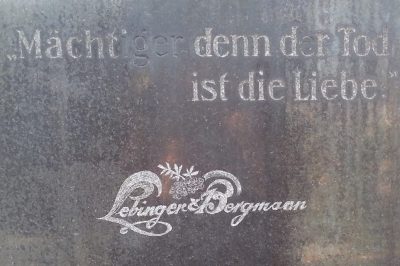 „Mächtiger denn der Tod
ist die Liebe.“
Lebinger & Bergmann